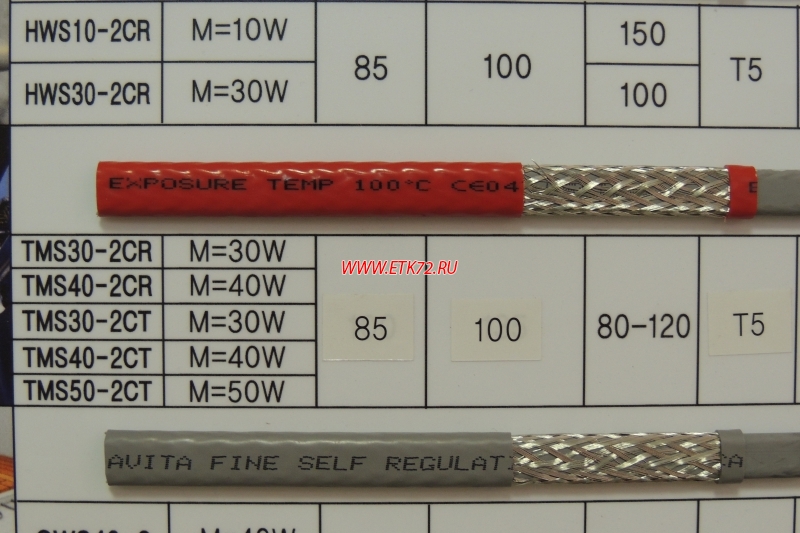 HWS10-2CR M=10W 85 100 150 T5
HWS30-2CR M=30W 100
EXPOSURE TEMP 100°C CE04
TMS30-2CR M=30W
WWW.ETK72.RU
TMS40-2CR M=40W
TMS30-2CT M=30W 85 100 80-120 T5
TMS40-2CT M=40W
TMS50-2CT M=50W
AVITA FINE SELF REGULATI